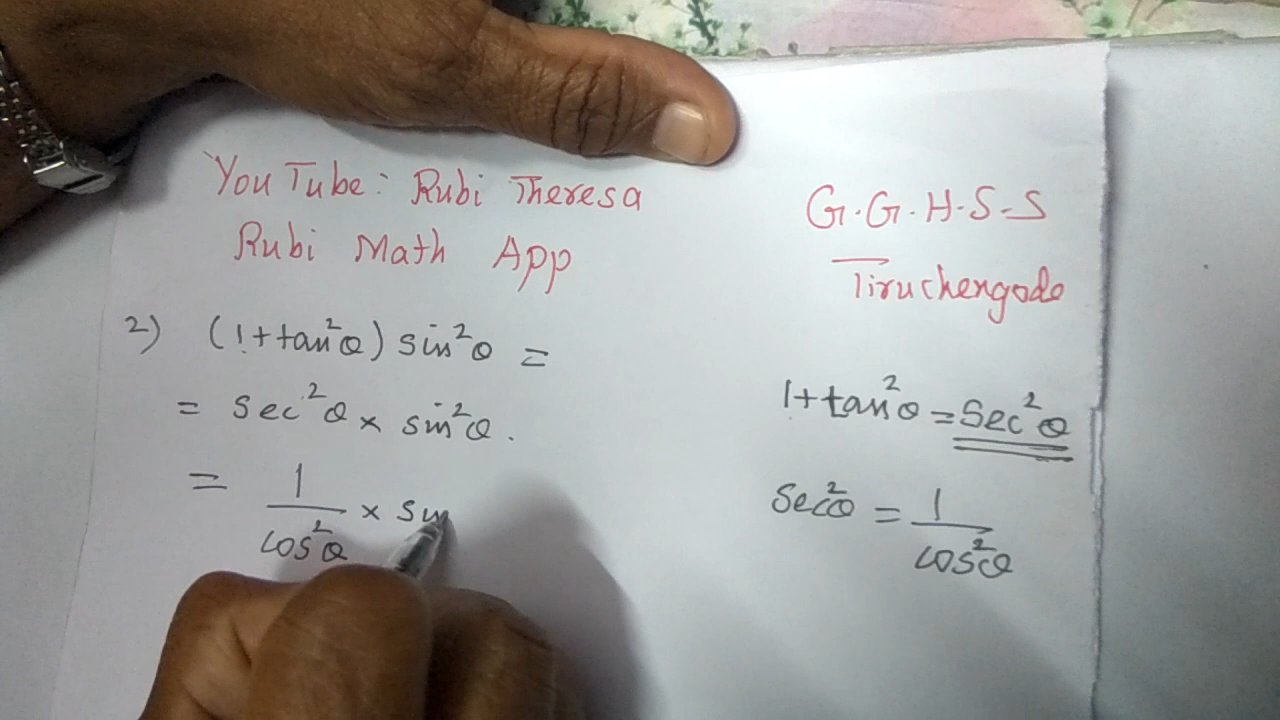 YouTube: Rubi Theresa
Rubi Math App
G.G.H.S.S
Tiruchengode
2) (1+tan²θ) sin²θ =
= sec²θ × sin²θ.
= 1/cos²θ × sin
1+tan²θ = Sec²θ
Sec²θ = 1/cos²θ